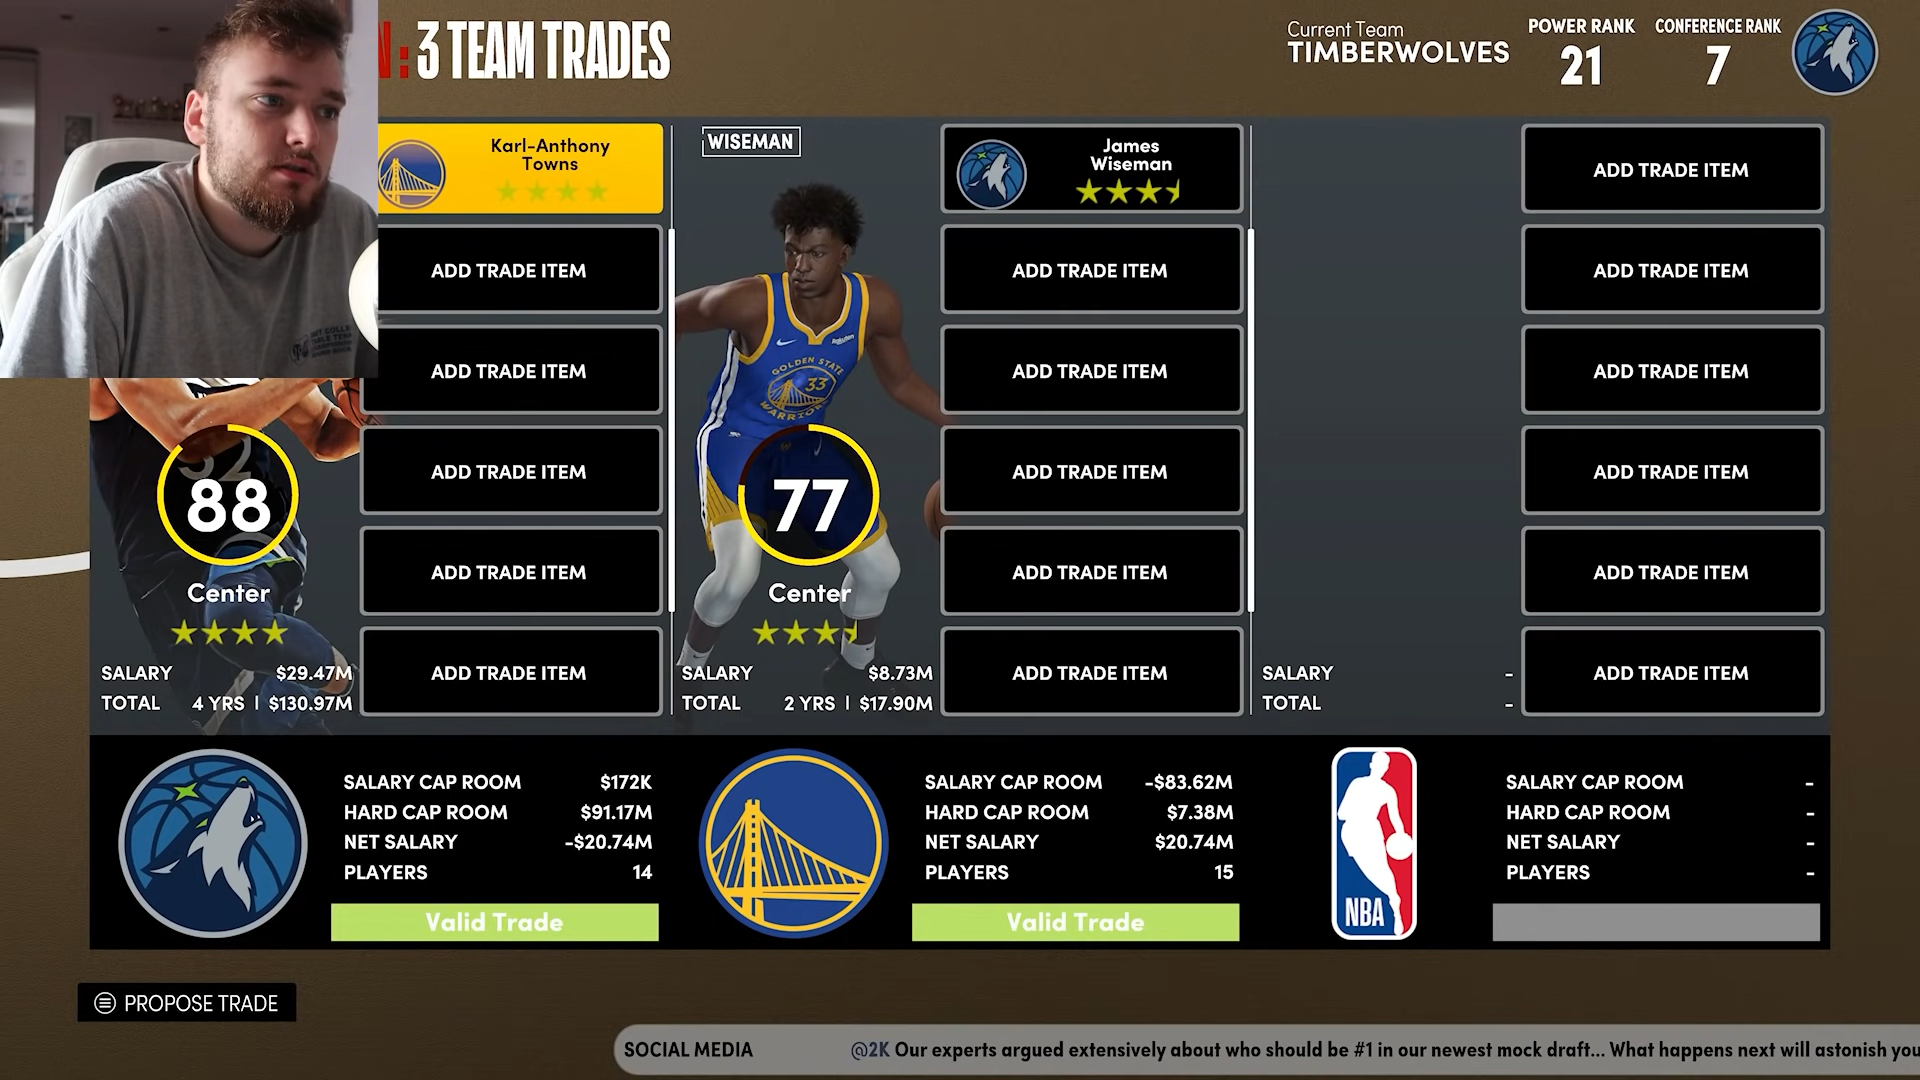 : 3 TEAM TRADES
Current Team
TIMBERWOLVES
POWER RANK
21
CONFERENCE RANK
7
Karl-Anthony
Towns
ADD TRADE ITEM
ADD TRADE ITEM
ADD TRADE ITEM
ADD TRADE ITEM
ADD TRADE ITEM
32
88
Center
SALARY $29.47M
TOTAL 4 YRS | $130.97M
WISEMAN
James
Wiseman
ADD TRADE ITEM
ADD TRADE ITEM
ADD TRADE ITEM
ADD TRADE ITEM
ADD TRADE ITEM
Rakuten
GOLDEN STATE
33
WARRIORS
77
Center
SALARY $8.73M
TOTAL 2 YRS | $17.90M
ADD TRADE ITEM
ADD TRADE ITEM
ADD TRADE ITEM
ADD TRADE ITEM
ADD TRADE ITEM
ADD TRADE ITEM
SALARY -
TOTAL -
SALARY CAP ROOM $172K
HARD CAP ROOM $91.17M
NET SALARY -$20.74M
PLAYERS 14
Valid Trade
SALARY CAP ROOM -$83.62M
HARD CAP ROOM $7.38M
NET SALARY $20.74M
PLAYERS 15
Valid Trade
NBA
SALARY CAP ROOM -
HARD CAP ROOM -
NET SALARY -
PLAYERS -
PROPOSE TRADE
SOCIAL MEDIA @2K Our experts argued extensively about who should be #1 in our newest mock draft... What happens next will astonish you